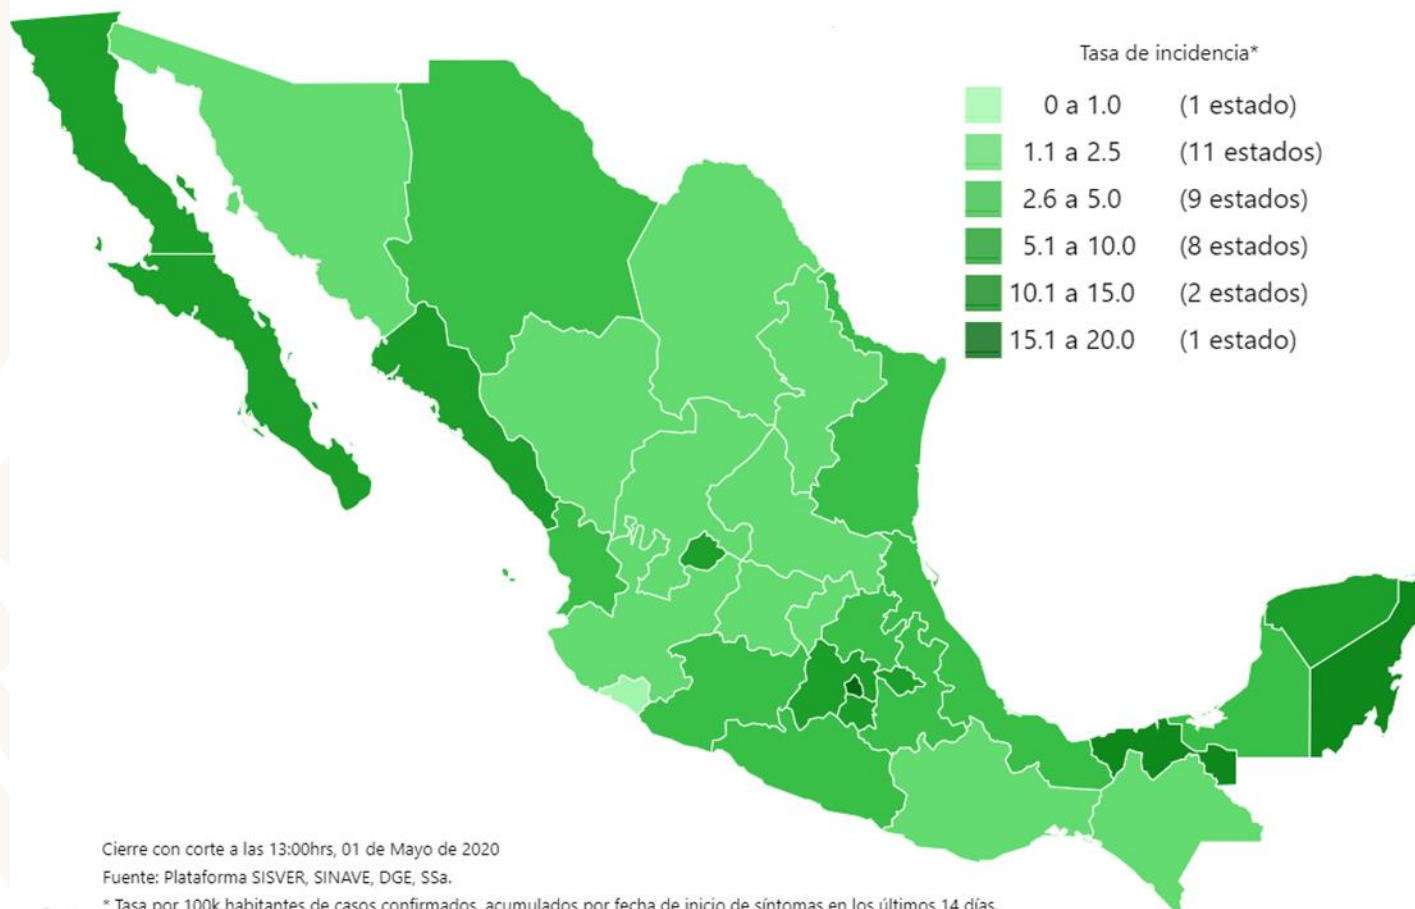 Tasa de incidencia*
0 a 1.0 (1 estado)
1.1 a 2.5 (11 estados)
2.6 a 5.0 (9 estados)
5.1 a 10.0 (8 estados)
10.1 a 15.0 (2 estados)
15.1 a 20.0 (1 estado)
Cierre con corte a las 13:00hrs, 01 de Mayo de 2020
Fuente: Plataforma SISVER, SINAVE, DGE, SSa.
* Tasa por 100k habitantes de casos confirmados, acumulados por fecha de inicio de síntomas en los últimos 14 días.